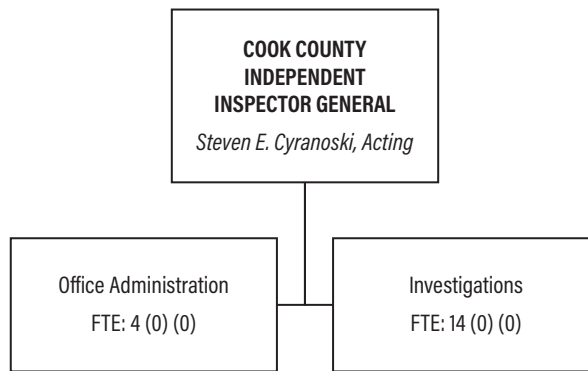 COOK COUNTY
INDEPENDENT
INSPECTOR GENERAL
Steven E. Cyranoski, Acting
Office Administration
FTE: 4 (0) (0)
Investigations
FTE: 14 (0) (0)